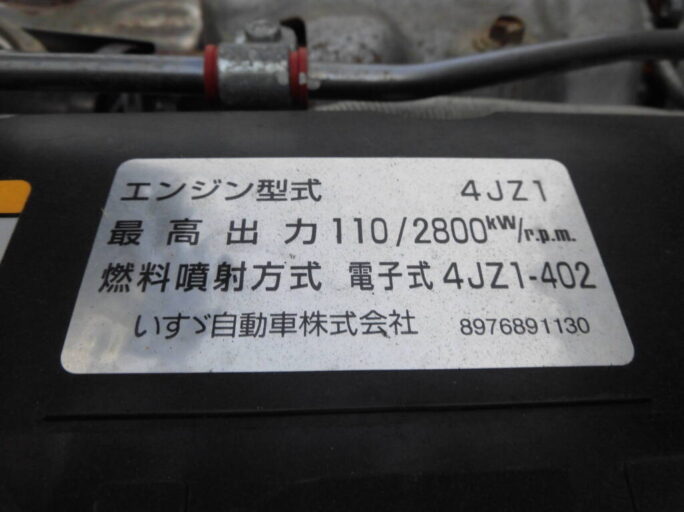 エンジン型式 4JZ1
最高出力 110/2800kW/r.p.m.
燃料噴射方式 電子式 4JZ1-402
いすゞ自動車株式会社 8976891130